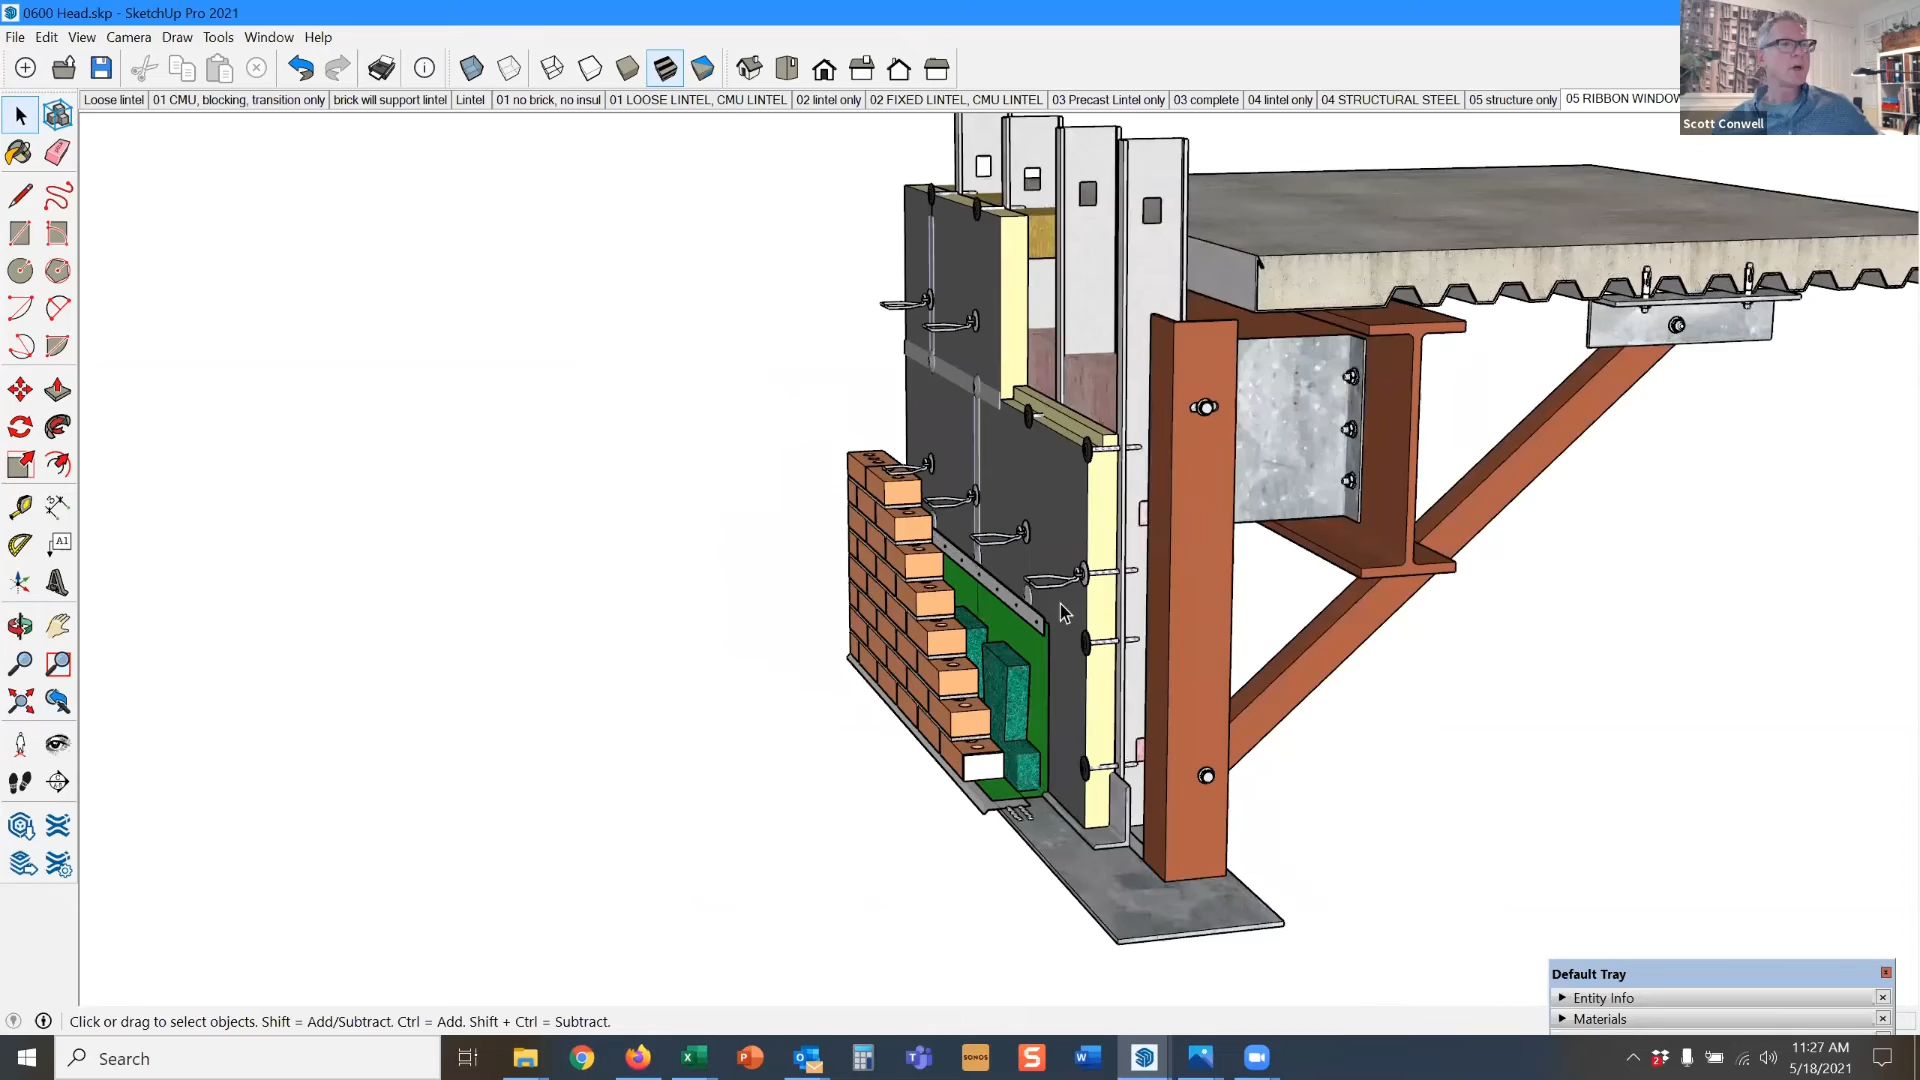 0600 Head.skp - SketchUp Pro 2021
File Edit View Camera Draw Tools Window Help
Loose lintel 01 CMU, blocking, transition only brick will support lintel Lintel 01 no brick, no insul 01 LOOSE LINTEL, CMU LINTEL 02 lintel only 02 FIXED LINTEL, CMU LINTEL 03 Precast Lintel only 03 complete 04 lintel only 04 STRUCTURAL STEEL 05 structure only 05 RIBBON WINDOW
Scott Conwell
A1
Default Tray
Entity Info
Materials
Click or drag to select objects. Shift = Add/Subtract. Ctrl = Add. Shift + Ctrl = Subtract.
Search
SONOS
11:27 AM
5/18/2021